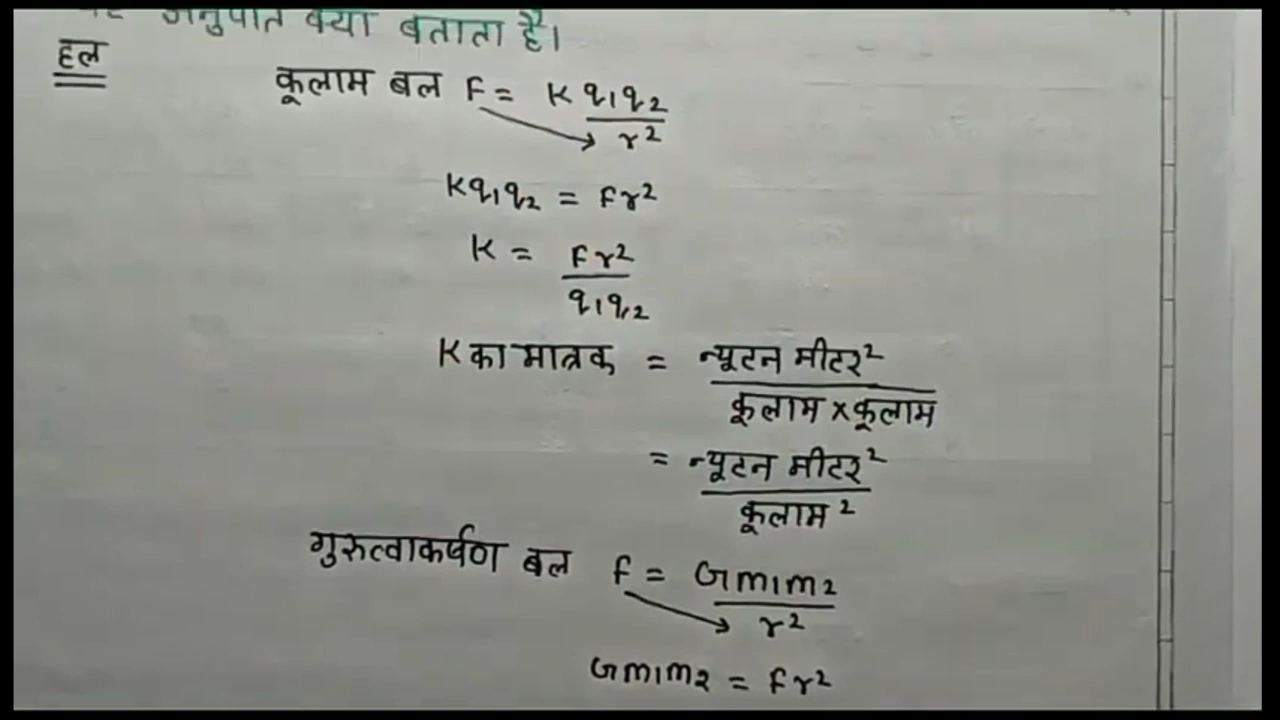 अनुपात क्या बताता है।
हल
कूलाम बल F = K q₁q₂ / r²
Kq₁q₂ = Fr²
K = Fr² / q₁q₂
K का मात्रक = न्यूटन मीटर² / कूलाम × कूलाम
= न्यूटन मीटर² / कूलाम²
गुरुत्वाकर्षण बल F = Gm₁m₂ / r²
Gm₁m₂ = Fr²